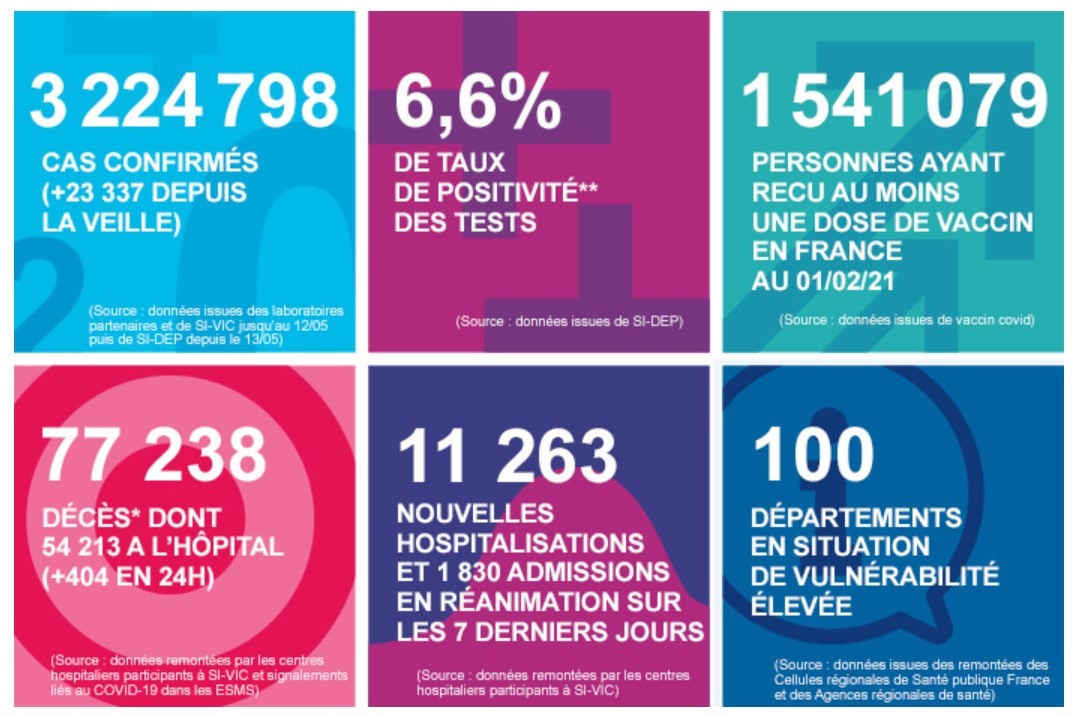 3 224 798
CAS CONFIRMÉS
(+23 337 DEPUIS
LA VEILLE)
(Source : données issues des laboratoires
partenaires et de SI-VIC jusqu'au 12/05
puis de SI-DEP depuis le 13/05)
6,6%
DE TAUX
DE POSITIVITÉ**
DES TESTS
(Source : données issues de SI-DEP)
1 541 079
PERSONNES AYANT
RECU AU MOINS
UNE DOSE DE VACCIN
EN FRANCE
AU 01/02/21
(Source : données issues de vaccin covid)
77 238
DÉCÈS* DONT
54 213 A L'HÔPITAL
(+404 EN 24H)
(Source : données remontées par les centres
hospitaliers participants à SI-VIC et signalements
liés au COVID-19 dans les ESMS)
11 263
NOUVELLES
HOSPITALISATIONS
ET 1 830 ADMISSIONS
EN RÉANIMATION SUR
LES 7 DERNIERS JOURS
(Source : données remontées par les centres
hospitaliers participants à SI-VIC)
100
DÉPARTEMENTS
EN SITUATION
DE VULNÉRABILITÉ
ÉLEVÉE
(Source : données issues des remontées des
Cellules régionales de Santé publique France
et des Agences régionales de santé)